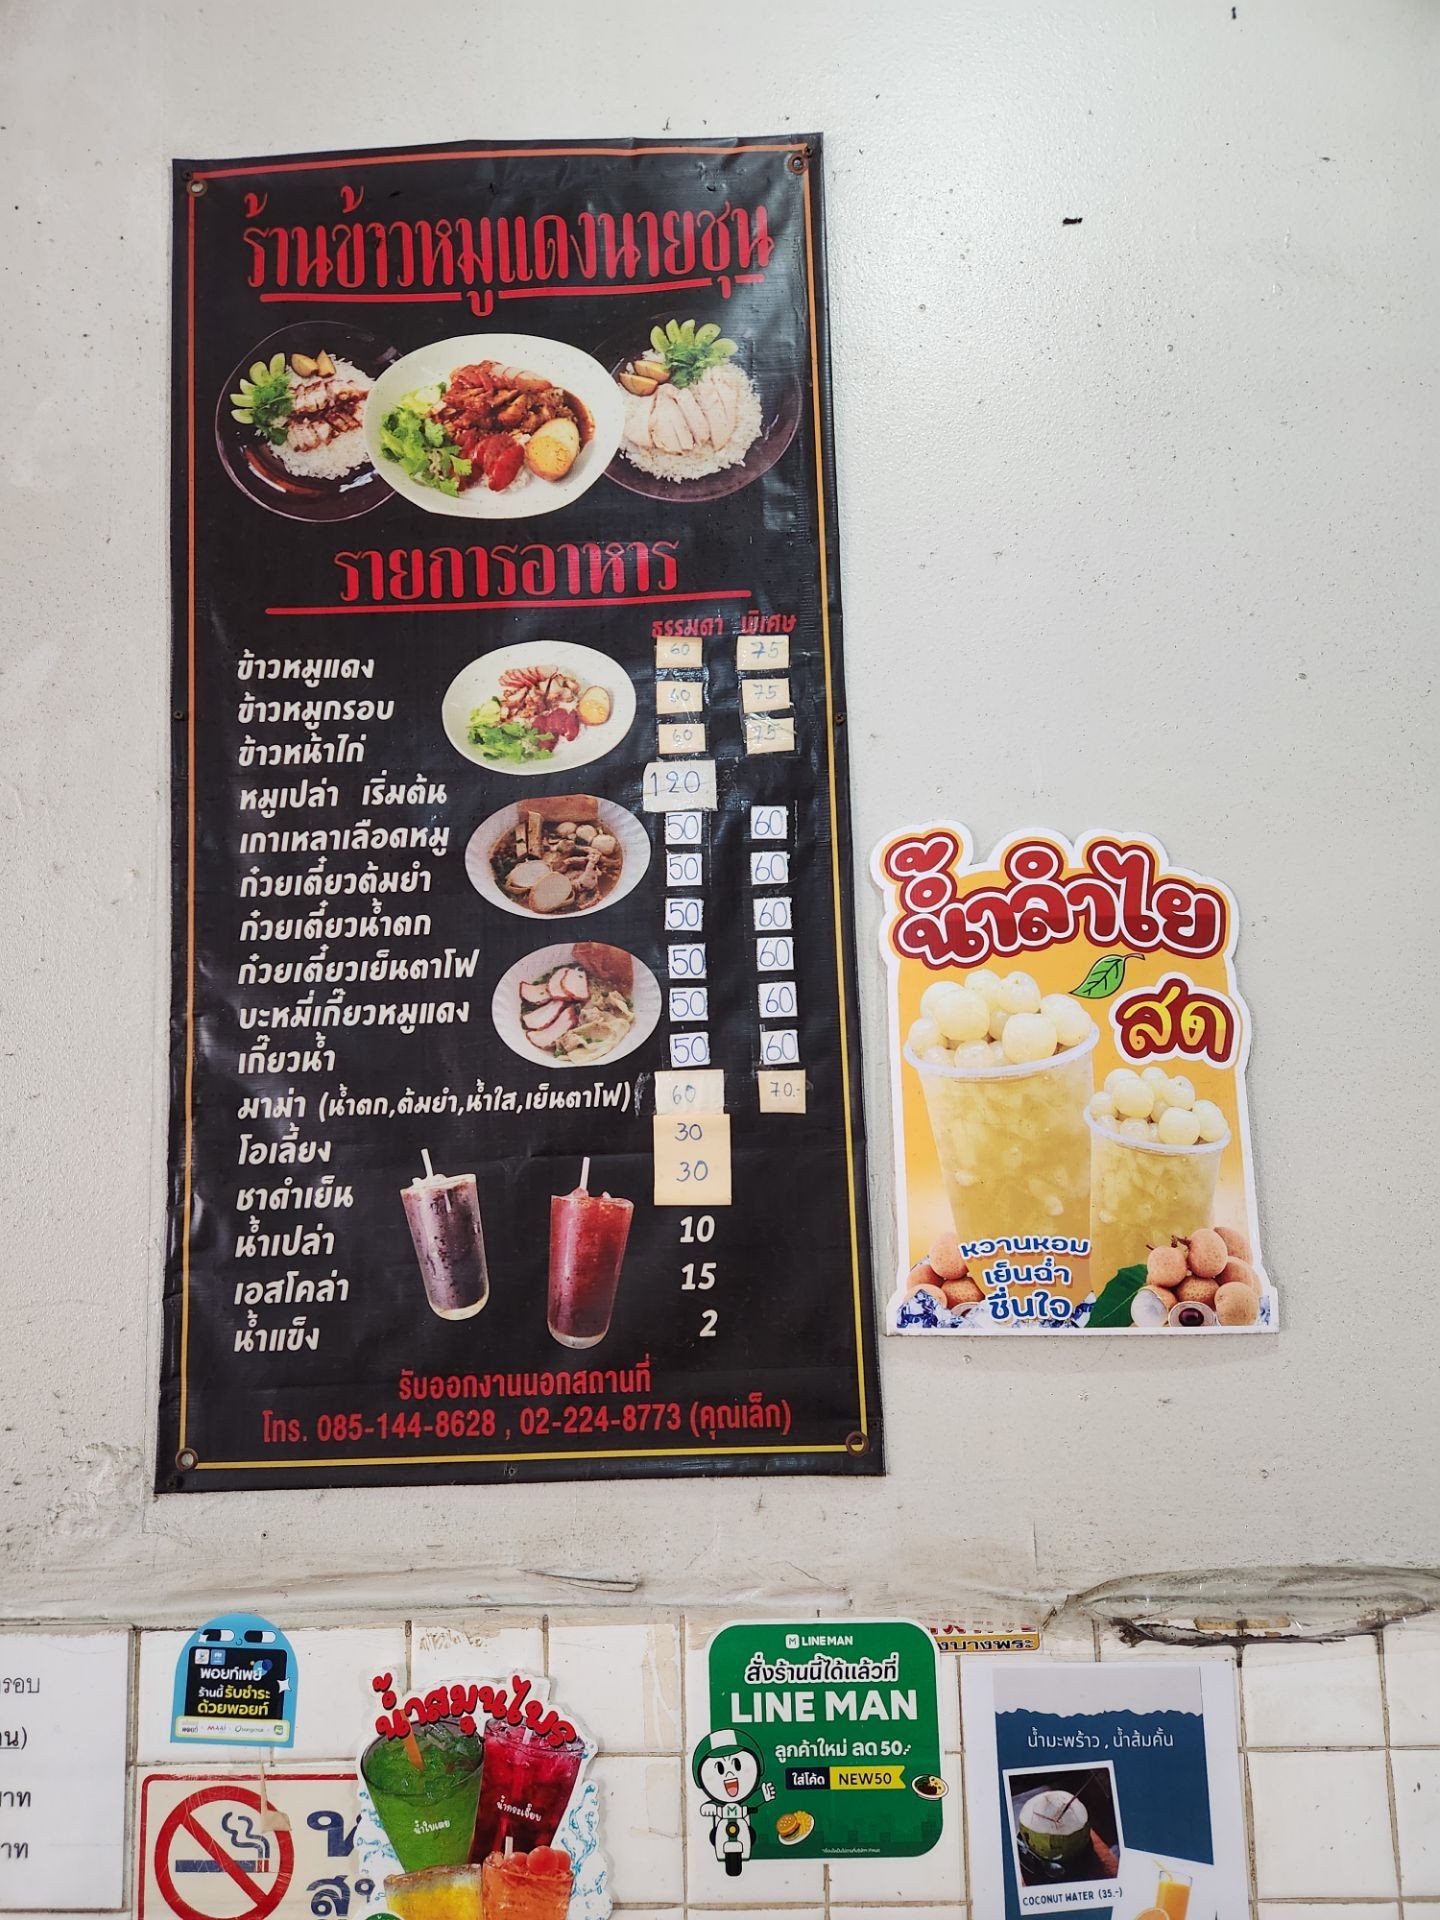 ร้านข้าวหมูแดงนายชุน
รายการอาหาร
ธรรมดา พิเศษ
ข้าวหมูแดง 60 75
ข้าวหมูกรอบ 60 75
ข้าวหน้าไก่ 60 75
หมูเปล่า เริ่มต้น 120
เกาเหลาเลือดหมู 50 60
ก๋วยเตี๋ยวต้มยำ 50 60
ก๋วยเตี๋ยวน้ำตก 50 60
ก๋วยเตี๋ยวเย็นตาโฟ 50 60
บะหมี่เกี๊ยวหมูแดง 50 60
เกี๊ยวน้ำ 50 60
มาม่า (น้ำตก,ต้มยำ,น้ำใส,เย็นตาโฟ) 60 70.-
โอเลี้ยง 30
ชาดำเย็น 30
น้ำเปล่า 10
เอสโคล่า 15
น้ำแข็ง 2
รับออกงานนอกสถานที่
โทร. 085-144-8628 , 02-224-8773 (คุณเล็ก)
น้ำลำไย
สด
หวานหอม
เย็นฉ่ำ
ชื่นใจ
พอยท์เพย์
ร้านนี้ รับชำระ
ด้วยพอยท์
น้ำสมุนไพร
น้ำใบเตย
น้ำกระเจี๊ยบ
LINE MAN
สั่งร้านนี้ได้แล้วที่
LINE MAN
ลูกค้าใหม่ ลด 50.-
ใส่โค้ด NEW50
น้ำมะพร้าว , น้ำส้มคั้น
COCONUT WATER (35.-)